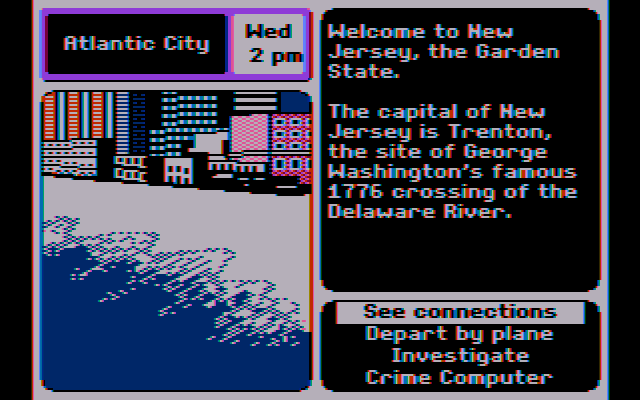 Atlantic City
Wed
2 pm
Welcome to New
Jersey, the Garden
State.
The capital of New
Jersey is Trenton,
the site of George
Washington's famous
1776 crossing of the
Delaware River.
See connections
Depart by plane
Investigate
Crime Computer